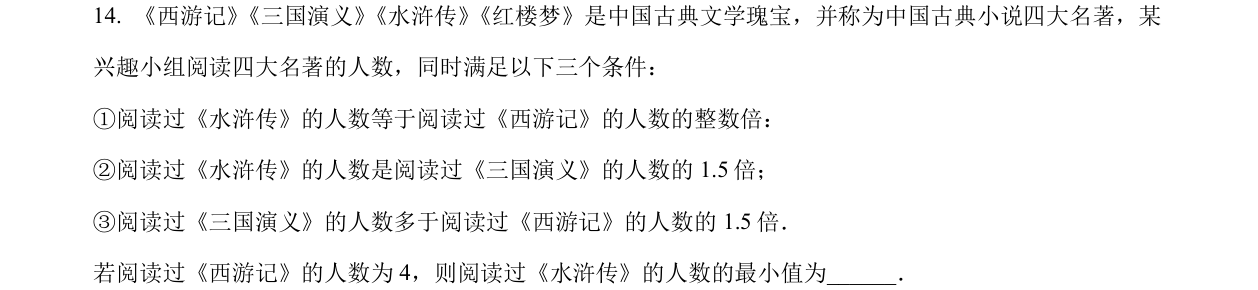 14. 《西游记》《三国演义》《水浒传》《红楼梦》是中国古典文学瑰宝，并称为中国古典小说四大名著，某
兴趣小组阅读四大名著的人数，同时满足以下三个条件：
①阅读过《水浒传》的人数等于阅读过《西游记》的人数的整数倍：
②阅读过《水浒传》的人数是阅读过《三国演义》的人数的 1.5 倍；
③阅读过《三国演义》的人数多于阅读过《西游记》的人数的 1.5 倍．
若阅读过《西游记》的人数为 4，则阅读过《水浒传》的人数的最小值为______．